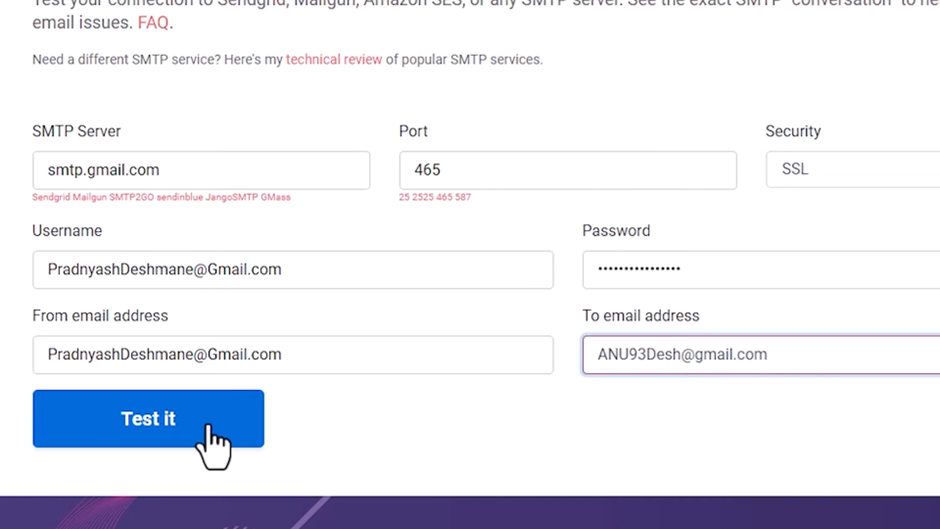 Test your connection to Sendgrid, Mailgun, Amazon SES, or any SMTP server. See the exact SMTP "conversation" to
email issues. FAQ.
Need a different SMTP service? Here's my technical review of popular SMTP services.
SMTP Server
Port
Security
smtp.gmail.com
465
SSL
Sendgrid Mailgun SMTP2GO sendinblue JangoSMTP GMass
25 2525 465 587
Username
Password
PradnyashDeshmane@Gmail.com
••••••••••••••••
From email address
To email address
PradnyashDeshmane@Gmail.com
ANU93Desh@gmail.com
Test it